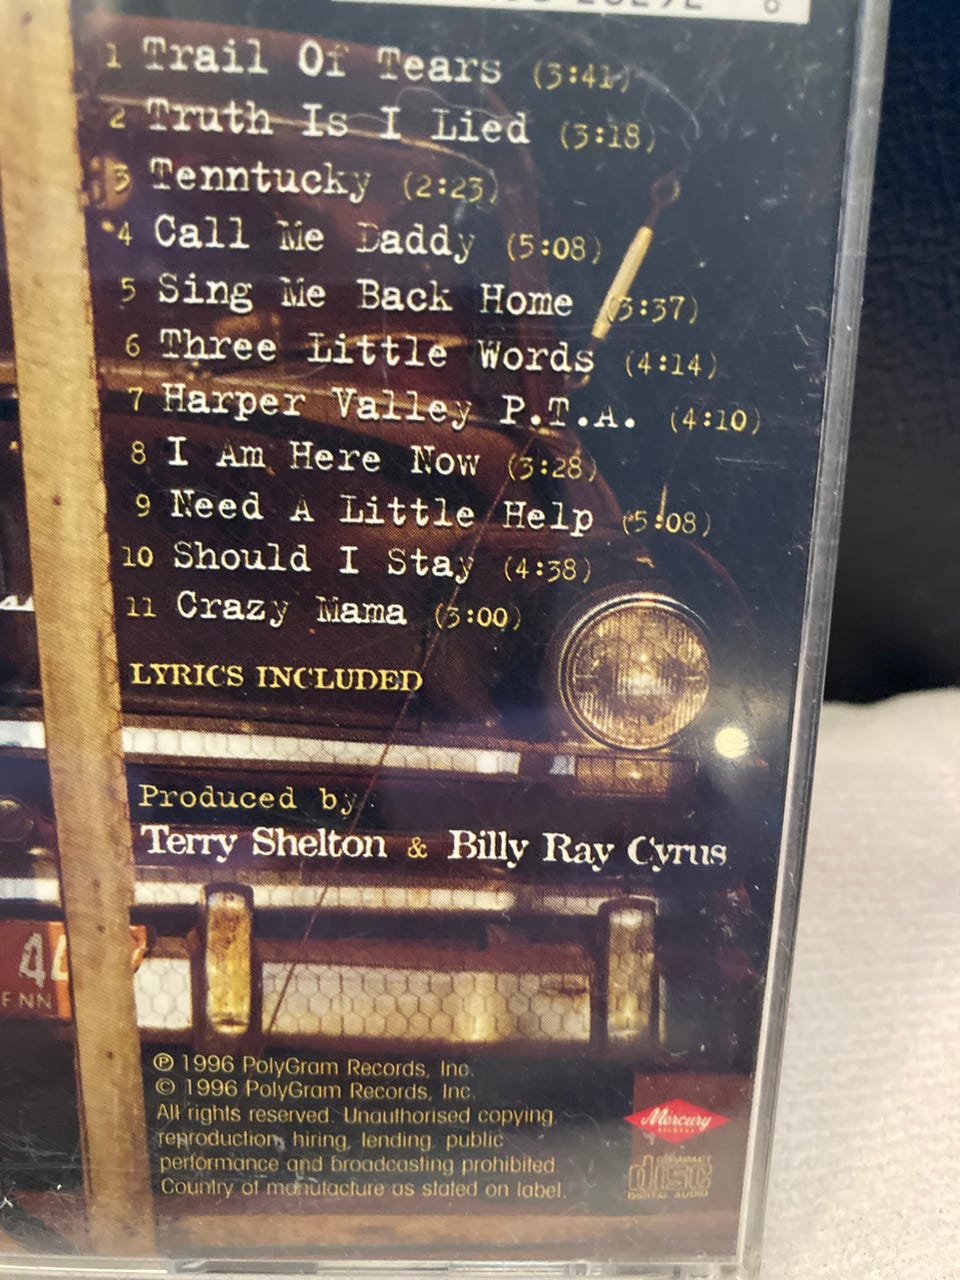 1 Trail Of Tears (3:41)
2 Truth Is I Lied (3:18)
3 Tenntucky (2:23)
4 Call Me Daddy (5:08)
5 Sing Me Back Home (3:37)
6 Three Little Words (4:14)
7 Harper Valley P.T.A. (4:10)
8 I Am Here Now (3:28)
9 Need A Little Help (5:08)
10 Should I Stay (4:38)
11 Crazy Mama (3:00)
LYRICS INCLUDED
Produced by
Terry Shelton & Billy Ray Cyrus
4
ENN
℗ 1996 PolyGram Records, Inc.
© 1996 PolyGram Records, Inc.
All rights reserved. Unauthorised copying,
reproduction, hiring, lending, public
performance and broadcasting prohibited.
Country of manufacture as stated on label.
Mercury
RECORDS
COMPACT
disc
DIGITAL AUDIO